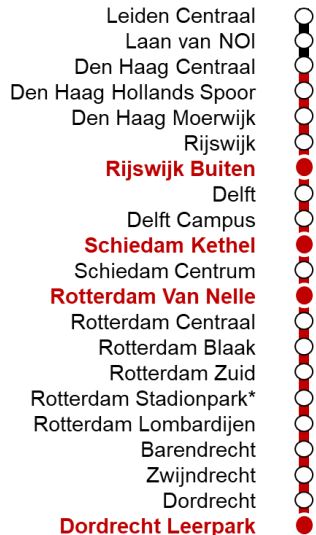 Leiden Centraal
Laan van NOI
Den Haag Centraal
Den Haag Hollands Spoor
Den Haag Moerwijk
Rijswijk
Rijswijk Buiten
Delft
Delft Campus
Schiedam Kethel
Schiedam Centrum
Rotterdam Van Nelle
Rotterdam Centraal
Rotterdam Blaak
Rotterdam Zuid
Rotterdam Stadionpark*
Rotterdam Lombardijen
Barendrecht
Zwijndrecht
Dordrecht
Dordrecht Leerpark